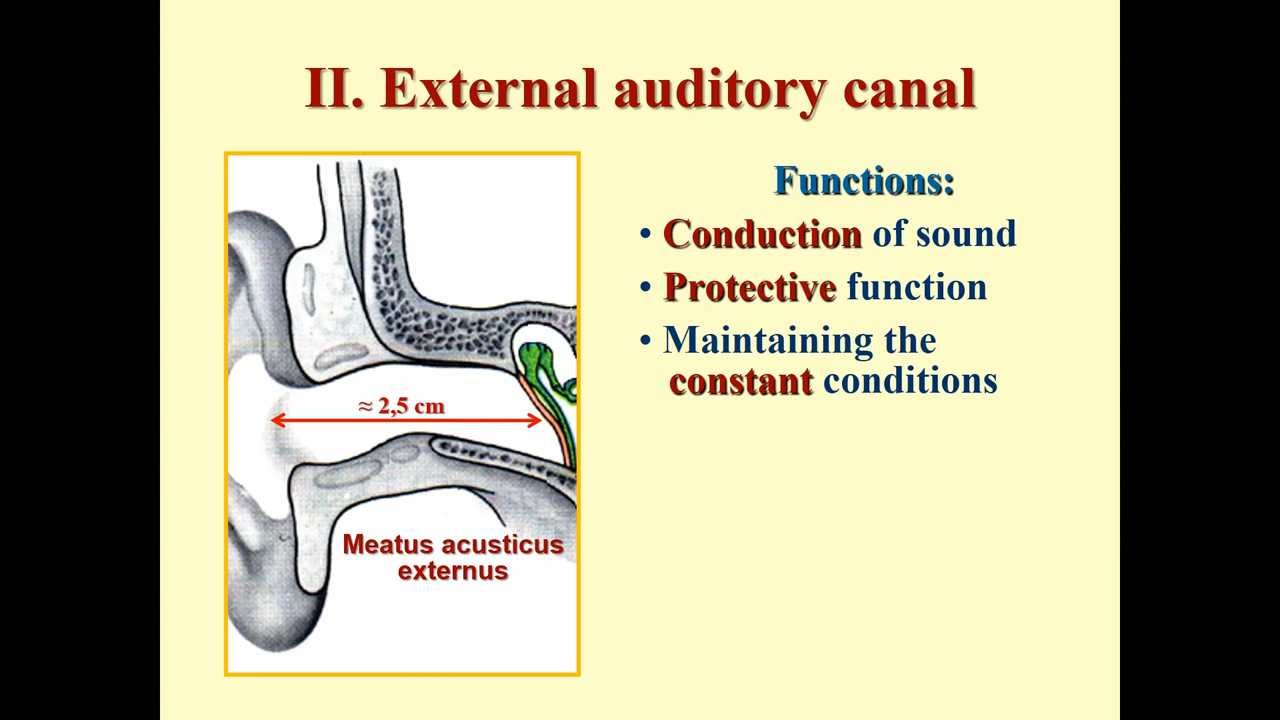 II. External auditory canal
≈ 2,5 cm
Meatus acusticus
externus
Functions:
• Conduction of sound
• Protective function
• Maintaining the
constant conditions